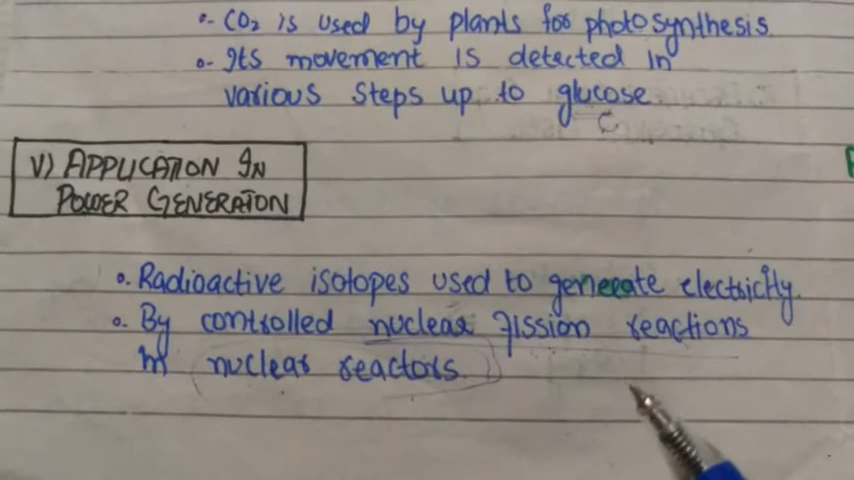 CO₂ is used by plants for photosynthesis.
Its movement is detected in
various steps up to glucose
C
V) APPLICATION IN
POWER GENERATON
Radioactive isotopes used to generate electricity.
By controlled nuclear fission reactions
in nuclear reactors.